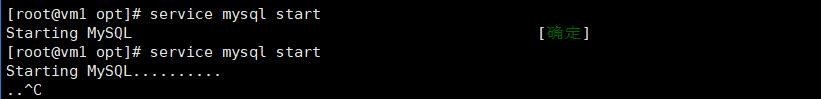 [root@vm1 opt]# service mysql start
Starting MySQL                                             [确定]
[root@vm1 opt]# service mysql start
Starting MySQL..........
..^C